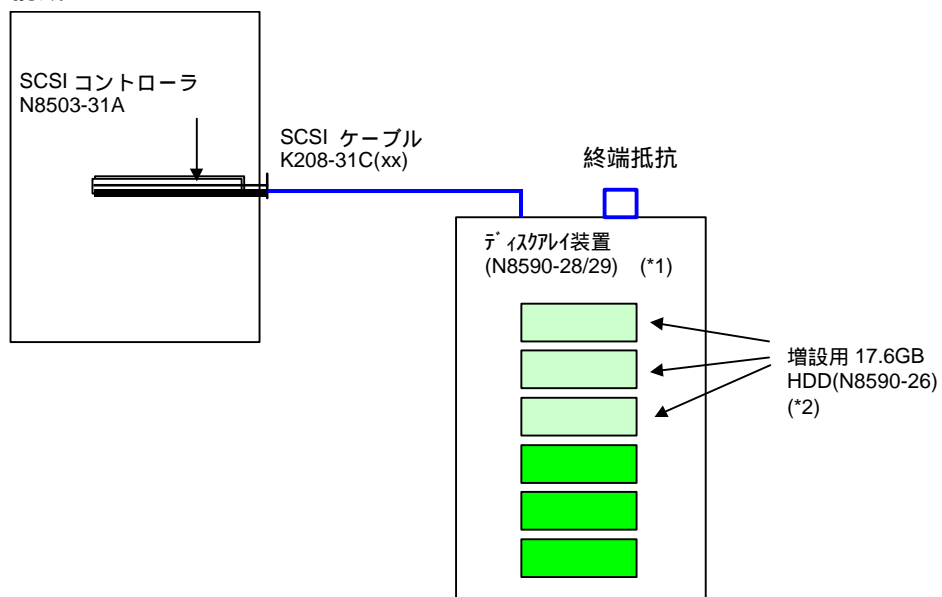 SCSI コントローラ
N8503-31A
SCSI ケーブル
K208-31C(xx)
終端抵抗
ディスクアレイ装置
(N8590-28/29) (*1)
増設用 17.6GB
HDD(N8590-26)
(*2)